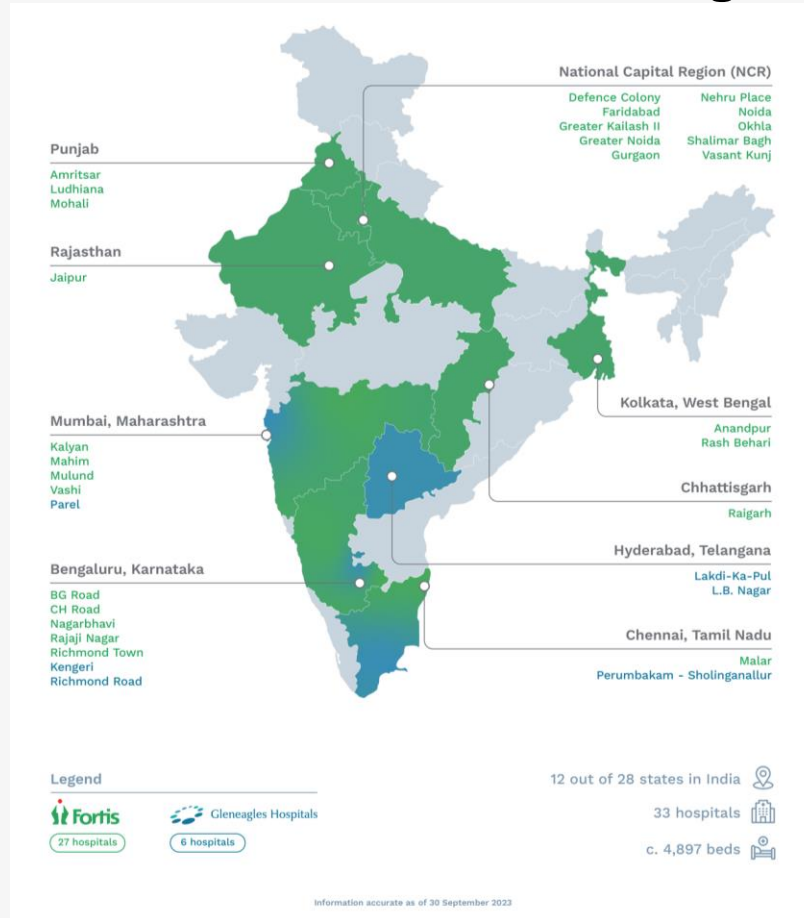 National Capital Region (NCR)
Defence Colony
Faridabad
Greater Kailash II
Greater Noida
Gurgaon
Nehru Place
Noida
Okhla
Shalimar Bagh
Vasant Kunj
Punjab
Amritsar
Ludhiana
Mohali
Rajasthan
Jaipur
Mumbai, Maharashtra
Kalyan
Mahim
Mulund
Vashi
Parel
Kolkata, West Bengal
Anandpur
Rash Behari
Chhattisgarh
Raigarh
Hyderabad, Telangana
Lakdi-Ka-Pul
L.B. Nagar
Bengaluru, Karnataka
BG Road
CH Road
Nagarbhavi
Rajaji Nagar
Richmond Town
Kengeri
Richmond Road
Chennai, Tamil Nadu
Malar
Perumbakam - Sholinganallur
Legend
Fortis
27 hospitals
Gleneagles Hospitals
6 hospitals
12 out of 28 states in India
33 hospitals
c. 4,897 beds
Information accurate as of 30 September 2023